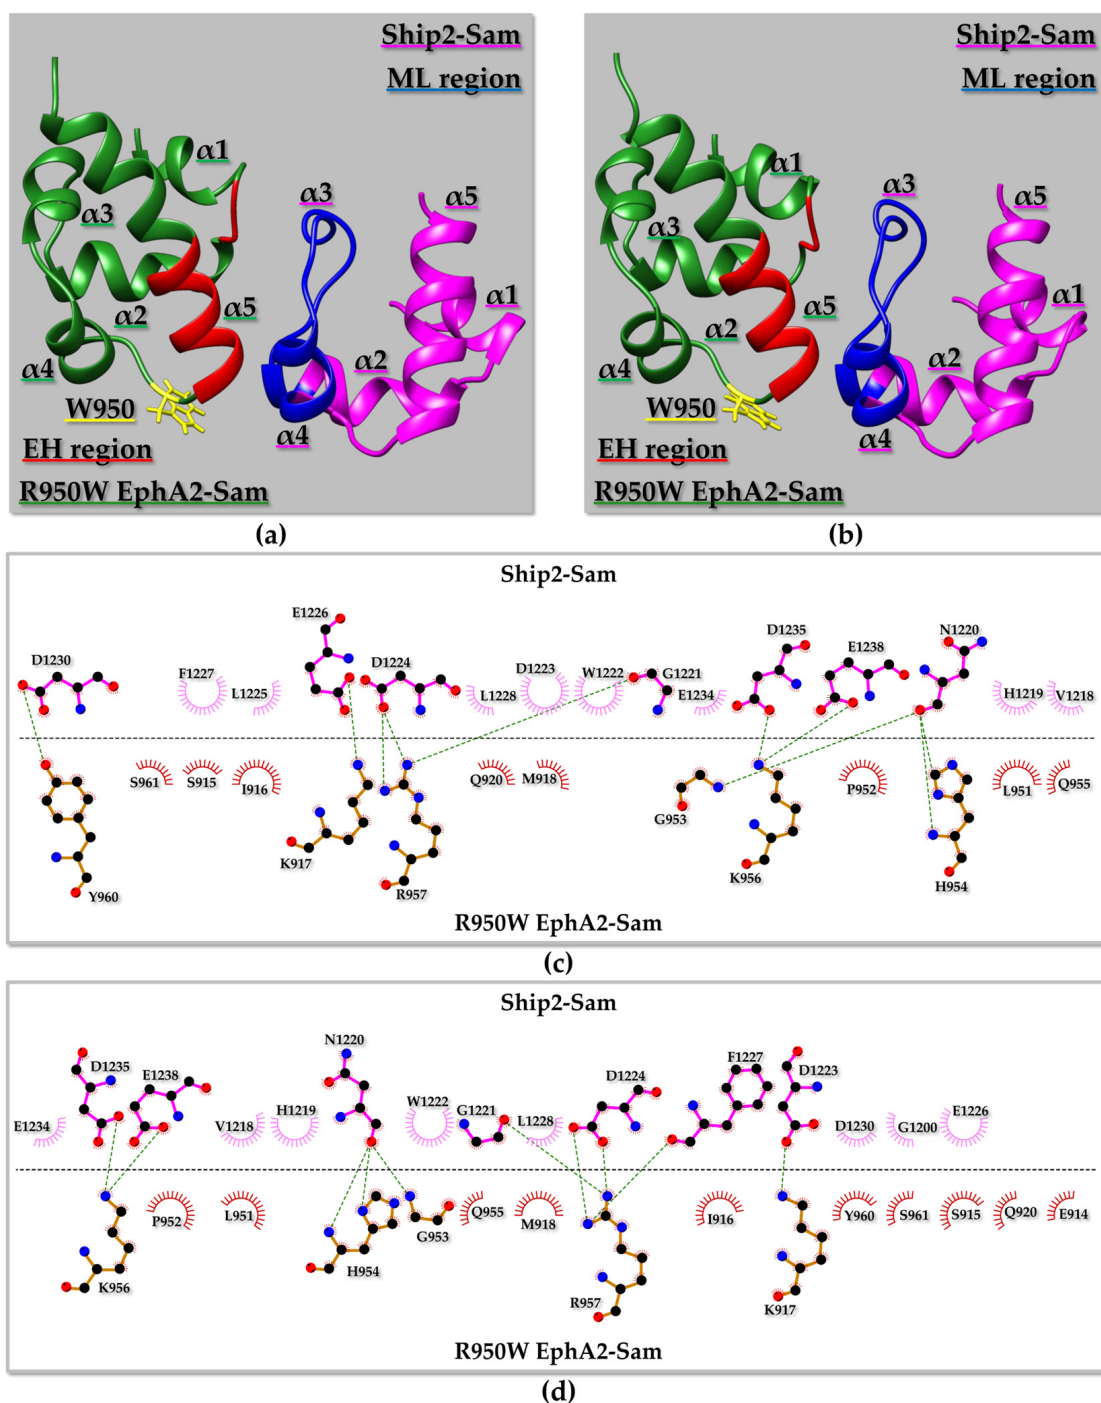 Ship2-Sam
ML region
α1
α3
α2
α5
α4
α3
α5
α1
α2
α4
W950
EH region
R950W EphA2-Sam
(a)
Ship2-Sam
ML region
α1
α3
α2
α5
α4
α3
α5
α1
α2
α4
W950
EH region
R950W EphA2-Sam
(b)
Ship2-Sam
D1230
F1227
L1225
E1226
D1224
L1228
D1223
W1222
G1221
E1234
D1235
E1238
N1220
H1219
V1218
Y960
S961
S915
I916
K917
R957
Q920
M918
G953
K956
P952
H954
L951
Q955
R950W EphA2-Sam
(c)
Ship2-Sam
E1234
D1235
E1238
V1218
H1219
N1220
W1222
G1221
L1228
D1224
F1227
D1223
D1230
G1200
E1226
K956
P952
L951
H954
G953
Q955
M918
R957
I916
K917
Y960
S961
S915
Q920
E914
R950W EphA2-Sam
(d)